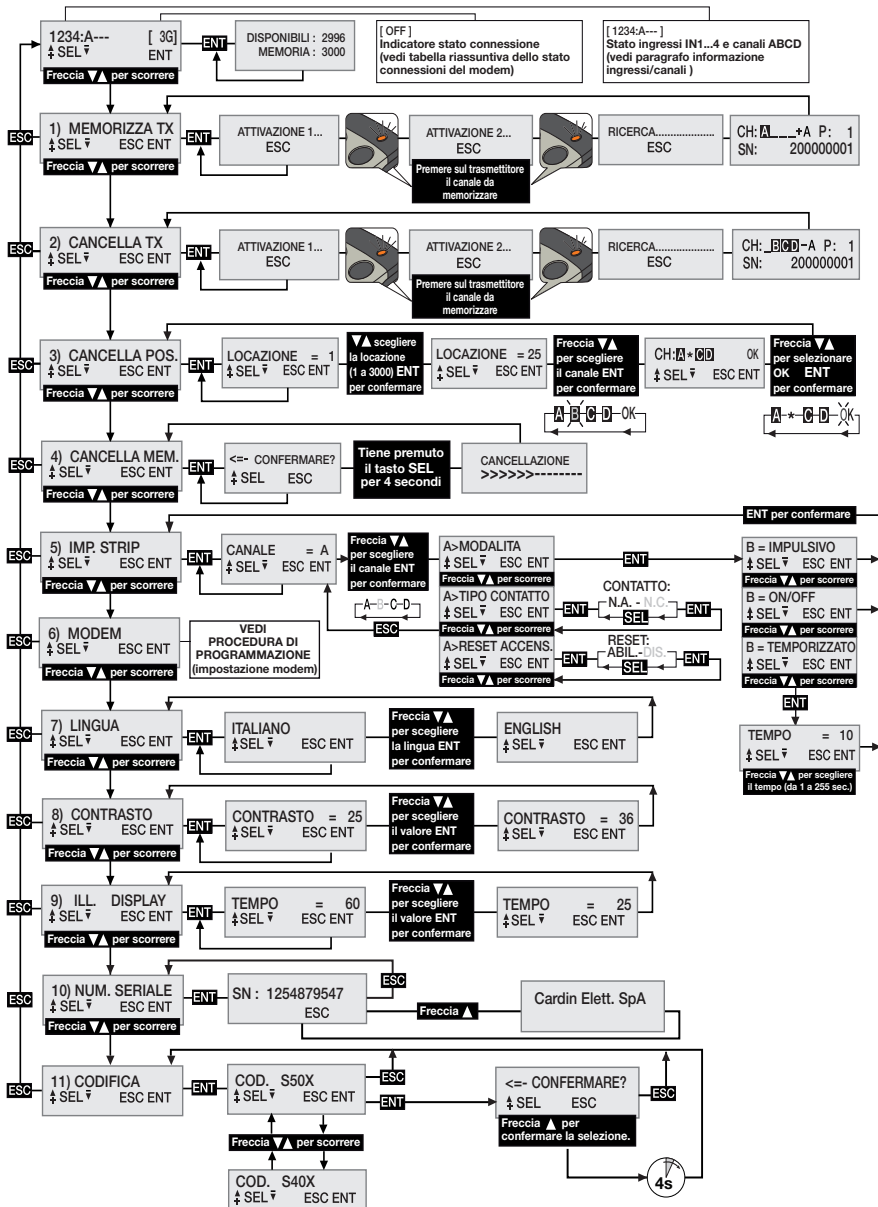 1234:A--- [ 3G]
SEL ENT
Freccia ▼▲ per scorrere
ENT
DISPONIBILI : 2996
MEMORIA : 3000
[ OFF ]
Indicatore stato connessione
(vedi tabella riassuntiva dello stato
connessioni del modem)
[ 1234:A--- ]
Stato ingressi IN1...4 e canali ABCD
(vedi paragrafo informazione
ingressi/canali )
ESC
1) MEMORIZZA TX
SEL ESC ENT
Freccia ▼▲ per scorrere
ENT
ATTIVAZIONE 1...
ESC
ATTIVAZIONE 2...
ESC
Premere sul trasmettitore
il canale da
memorizzare
RICERCA.....................
ESC
CH:A___+A P: 1
SN: 200000001
ESC
2) CANCELLA TX
SEL ESC ENT
Freccia ▼▲ per scorrere
ENT
ATTIVAZIONE 1...
ESC
ATTIVAZIONE 2...
ESC
Premere sul trasmettitore
il canale da
memorizzare
RICERCA.....................
ESC
CH:_BCD-A P: 1
SN: 200000001
ESC
3) CANCELLA POS.
SEL ESC ENT
Freccia ▼▲ per scorrere
ENT
LOCAZIONE = 1
SEL ESC ENT
▼▲ scegliere
la locazione
(1 a 3000) ENT
per confermare
LOCAZIONE = 25
SEL ESC ENT
Freccia ▼▲
per scegliere
il canale ENT
per confermare
A-B-C-D-OK
CH:A*CD OK
SEL ESC ENT
Freccia ▼▲
per selezionare
OK ENT
per confermare
A-*-C-D-OK
ESC
4) CANCELLA MEM.
SEL ESC ENT
Freccia ▼▲ per scorrere
ENT
<=- CONFERMARE?
SEL ESC
Tiene premuto
il tasto SEL
per 4 secondi
CANCELLAZIONE
>>>>>>--------
ENT per confermare
ESC
5) IMP. STRIP
SEL ESC ENT
Freccia ▼▲ per scorrere
ENT
CANALE = A
SEL ESC ENT
Freccia ▼▲
per scegliere
il canale ENT
per confermare
A-B-C-D
ESC
A>MODALITA
SEL ESC ENT
Freccia ▼▲ per scorrere
ENT
A>TIPO CONTATTO
SEL ESC ENT
Freccia ▼▲ per scorrere
ENT
CONTATTO:
N.A. - N.C.
SEL
ENT
A>RESET ACCENS.
SEL ESC ENT
Freccia ▼▲ per scorrere
ENT
RESET:
ABIL.-DIS.
SEL
ENT
B = IMPULSIVO
SEL ESC ENT
Freccia ▼▲ per scorrere
B = ON/OFF
SEL ESC ENT
Freccia ▼▲ per scorrere
B = TEMPORIZZATO
SEL ESC ENT
Freccia ▼▲ per scorrere
ENT
TEMPO = 10
SEL ESC ENT
Freccia ▼▲ per scegliere
il tempo (da 1 a 255 sec.)
ESC
6) MODEM
SEL ESC ENT
Freccia ▼▲ per scorrere
VEDI
PROCEDURA DI
PROGRAMMAZIONE
(impostazione modem)
ESC
7) LINGUA
SEL ESC ENT
Freccia ▼▲ per scorrere
ENT
ITALIANO
SEL ESC ENT
Freccia ▼▲
per scegliere
la lingua ENT
per confermare
ENGLISH
SEL ESC ENT
ESC
8) CONTRASTO
SEL ESC ENT
Freccia ▼▲ per scorrere
ENT
CONTRASTO = 25
SEL ESC ENT
Freccia ▼▲
per scegliere
il valore ENT
per confermare
CONTRASTO = 36
SEL ESC ENT
ESC
9) ILL. DISPLAY
SEL ESC ENT
Freccia ▼▲ per scorrere
ENT
TEMPO = 60
SEL ESC ENT
Freccia ▼▲
per scegliere
il valore ENT
per confermare
TEMPO = 25
SEL ESC ENT
ESC
10) NUM. SERIALE
SEL ESC ENT
Freccia ▼▲ per scorrere
ENT
SN : 1254879547
ESC
ESC
Freccia ▲
Cardin Elett. SpA
ESC
11) CODIFICA
SEL ESC ENT
ENT
COD. S50X
SEL ESC ENT
ESC
ENT
Freccia ▼▲ per scorrere
COD. S40X
SEL ESC ENT
<=- CONFERMARE?
SEL ESC
Freccia ▲ per
confermare la selezione.
ESC
4s